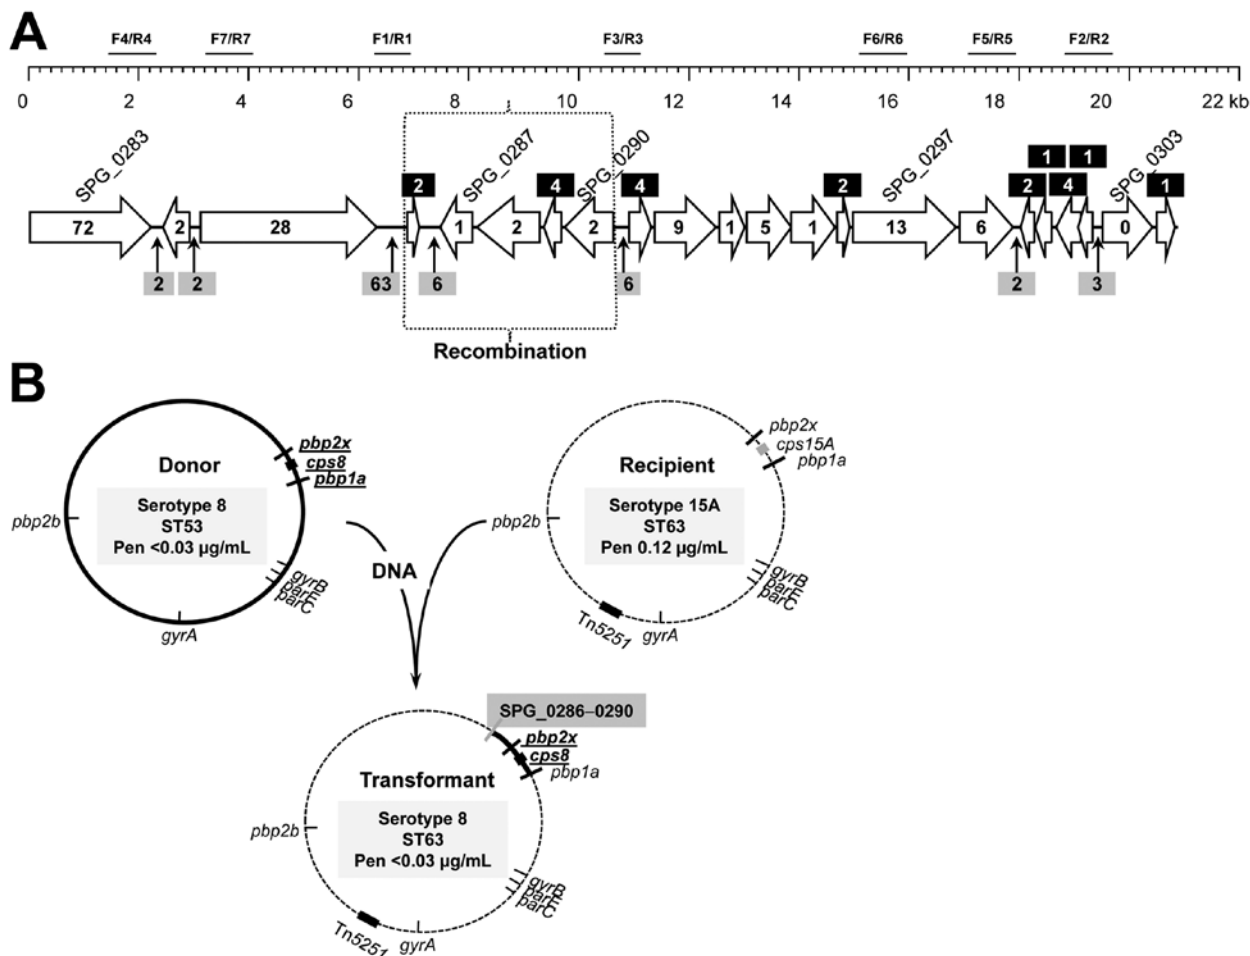 A
F4/R4 F7/R7 F1/R1 F3/R3 F6/R6 F5/R5 F2/R2
0 2 4 6 8 10 12 14 16 18 20 22 kb
SPG_0283 SPG_0287 SPG_0290 SPG_0297 SPG_0303
1 1
2 4 4 2 2 4 1
72 2 28 1 2 2 9 1 5 1 13 6 0
2 2 63 6 6 2 3
Recombination
B
Donor
Serotype 8
ST53
Pen <0.03 µg/mL
pbp2x
cps8
pbp1a
pbp2b
gyrB
parE
parC
gyrA
DNA
Recipient
Serotype 15A
ST63
Pen 0.12 µg/mL
pbp2x
cps15A
pbp1a
pbp2b
gyrB
parE
parC
Tn5251
gyrA
SPG_0286–0290
pbp2x
cps8
pbp1a
Transformant
Serotype 8
ST63
Pen <0.03 µg/mL
pbp2b
gyrB
parE
parC
Tn5251
gyrA